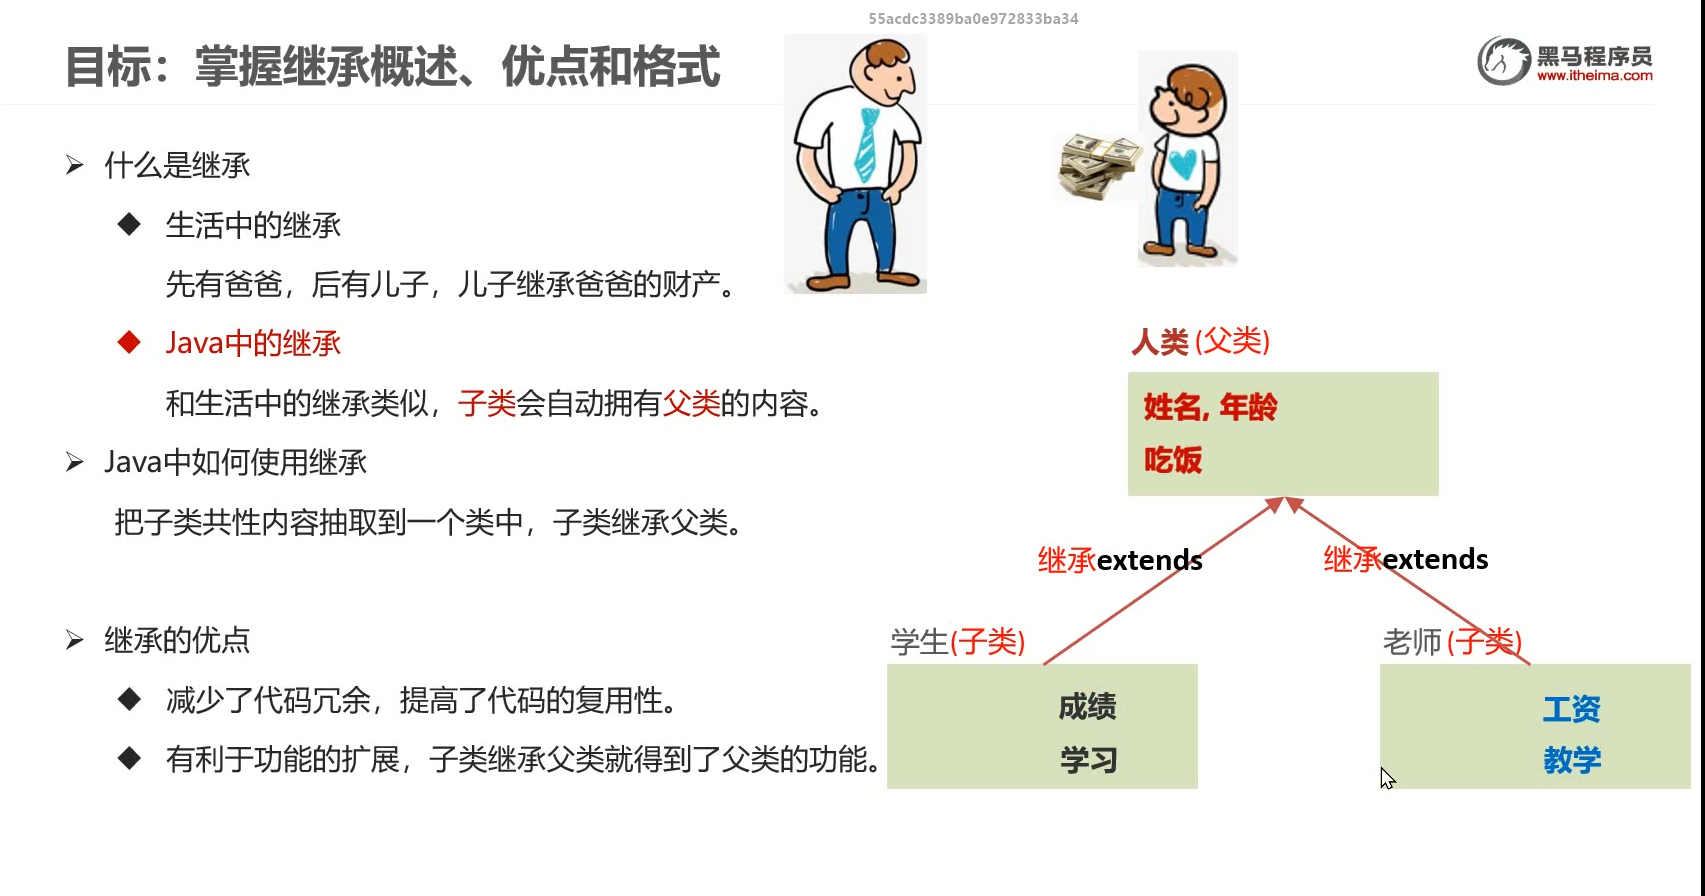 55acdc3389ba0e972833ba34
目标：掌握继承概述、优点和格式
黑马程序员
www.itheima.com
什么是继承
生活中的继承
先有爸爸，后有儿子，儿子继承爸爸的财产。
Java中的继承
和生活中的继承类似，子类会自动拥有父类的内容。
Java中如何使用继承
把子类共性内容抽取到一个类中，子类继承父类。
继承的优点
减少了代码冗余，提高了代码的复用性。
有利于功能的扩展，子类继承父类就得到了父类的功能。
人类(父类)
姓名, 年龄
吃饭
继承extends
继承extends
学生(子类)
成绩
学习
老师(子类)
工资
教学